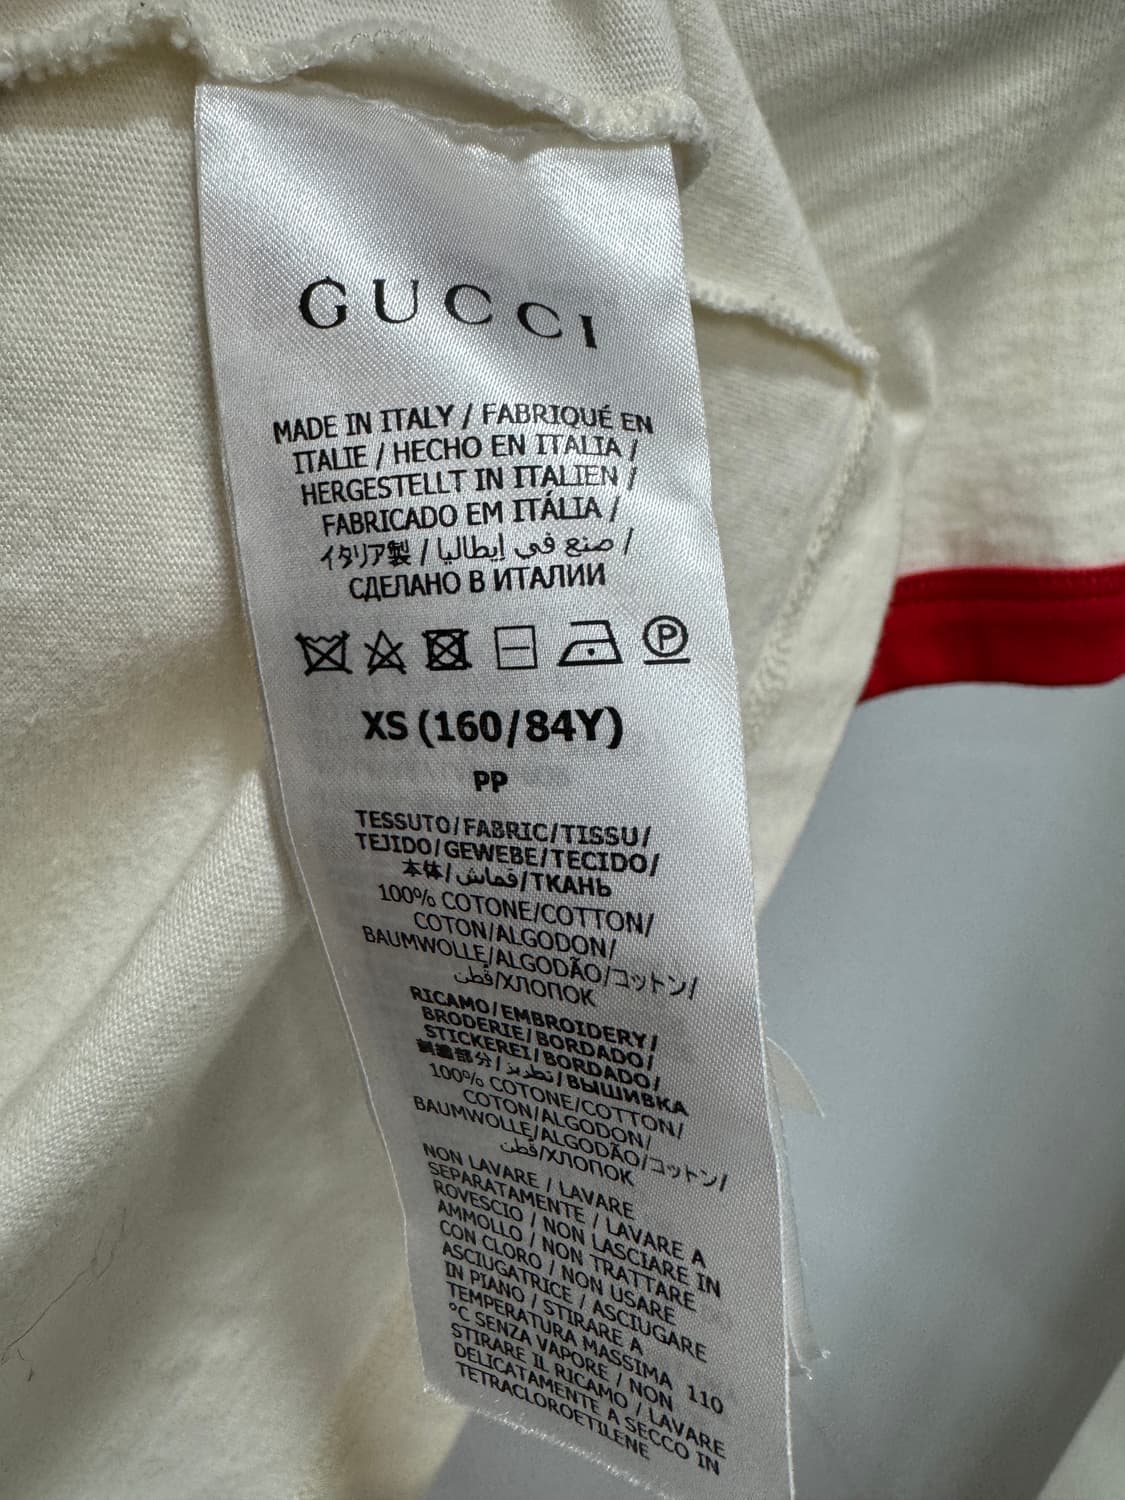 GUCCI
MADE IN ITALY / FABRIQUÉ EN
ITALIE / HECHO EN ITALIA /
HERGESTELLT IN ITALIEN /
FABRICADO EM ITÁLIA /
イタリア製 / صنع في إيطاليا /
СДЕЛАНО В ИТАЛИИ
P
XS (160/84Y)
PP
TESSUTO/FABRIC/TISSU/
TEJIDO/GEWEBE/TECIDO/
本体/قماش/ТКАНЬ
100% COTONE/COTTON/
COTON/ALGODON/
BAUMWOLLE/ALGODÃO/コットン/
قطن/ХЛОПОК
RICAMO/EMBROIDERY/
BRODERIE/BORDADO/
STICKEREI/BORDADO/
刺繍部分/تطريز/ВЫШИВКА
100% COTONE/COTTON/
COTON/ALGODON/
BAUMWOLLE/ALGODÃO/コットン/
قطن/ХЛОПОК
NON LAVARE / LAVARE
SEPARATAMENTE / LAVARE A
ROVESCIO / NON LASCIARE IN
AMMOLLO / NON TRATTARE
CON CLORO / NON USARE
ASCIUGATRICE / ASCIUGARE
IN PIANO / STIRARE A
TEMPERATURA MASSIMA 110
°C SENZA VAPORE / NON
STIRARE IL RICAMO / LAVARE
DELICATAMENTE A SECCO IN
TETRACLOROETILENE